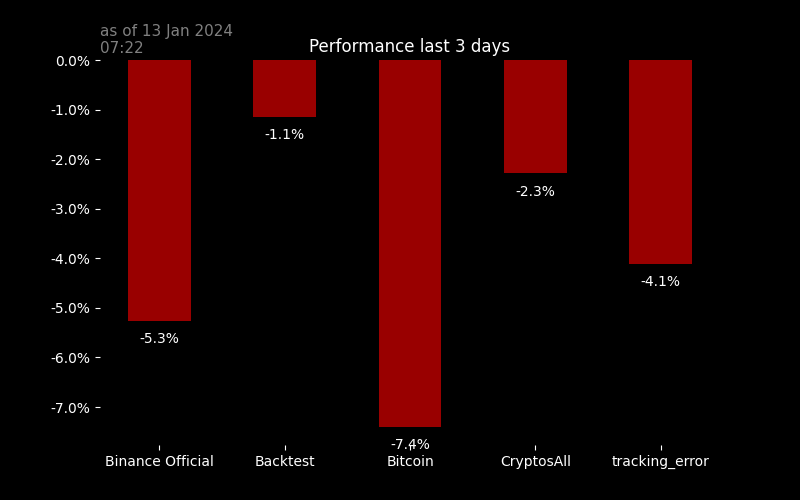 as of 13 Jan 2024
07:22
Performance last 3 days
0.0%
-1.0%
-2.0%
-3.0%
-4.0%
-5.0%
-6.0%
-7.0%
-5.3%
-1.1%
-7.4%
-2.3%
-4.1%
Binance Official
Backtest
Bitcoin
CryptosAll
tracking_error